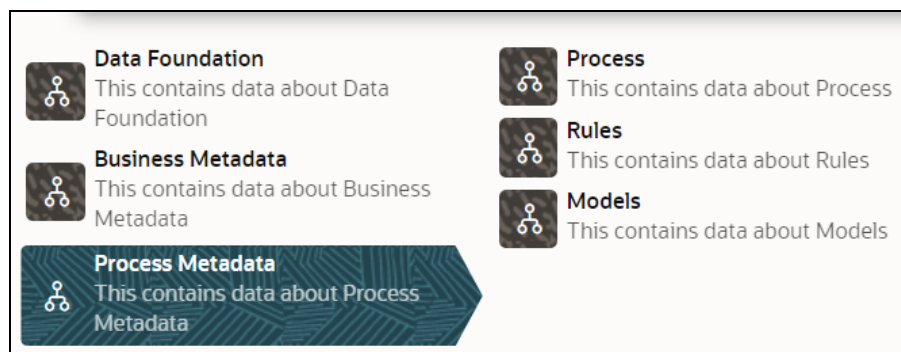 Data Foundation
This contains data about Data
Foundation
Business Metadata
This contains data about Business
Metadata
Process Metadata
This contains data about Process
Metadata
Process
This contains data about Process
Rules
This contains data about Rules
Models
This contains data about Models